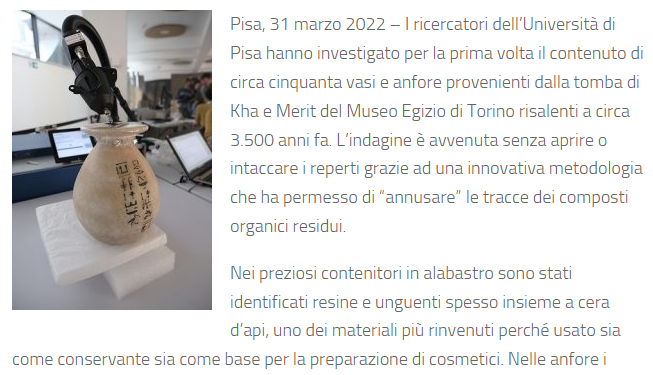 Pisa, 31 marzo 2022 – I ricercatori dell’Università di
Pisa hanno investigato per la prima volta il contenuto di
circa cinquanta vasi e anfore provenienti dalla tomba di
Kha e Merit del Museo Egizio di Torino risalenti a circa
3.500 anni fa. L’indagine è avvenuta senza aprire o
intaccare i reperti grazie ad una innovativa metodologia
che ha permesso di “annusare” le tracce dei composti
organici residui.
Nei preziosi contenitori in alabastro sono stati
identificati resine e unguenti spesso insieme a cera
d’api, uno dei materiali più rinvenuti perché usato sia
come conservante sia come base per la preparazione di cosmetici. Nelle anfore i